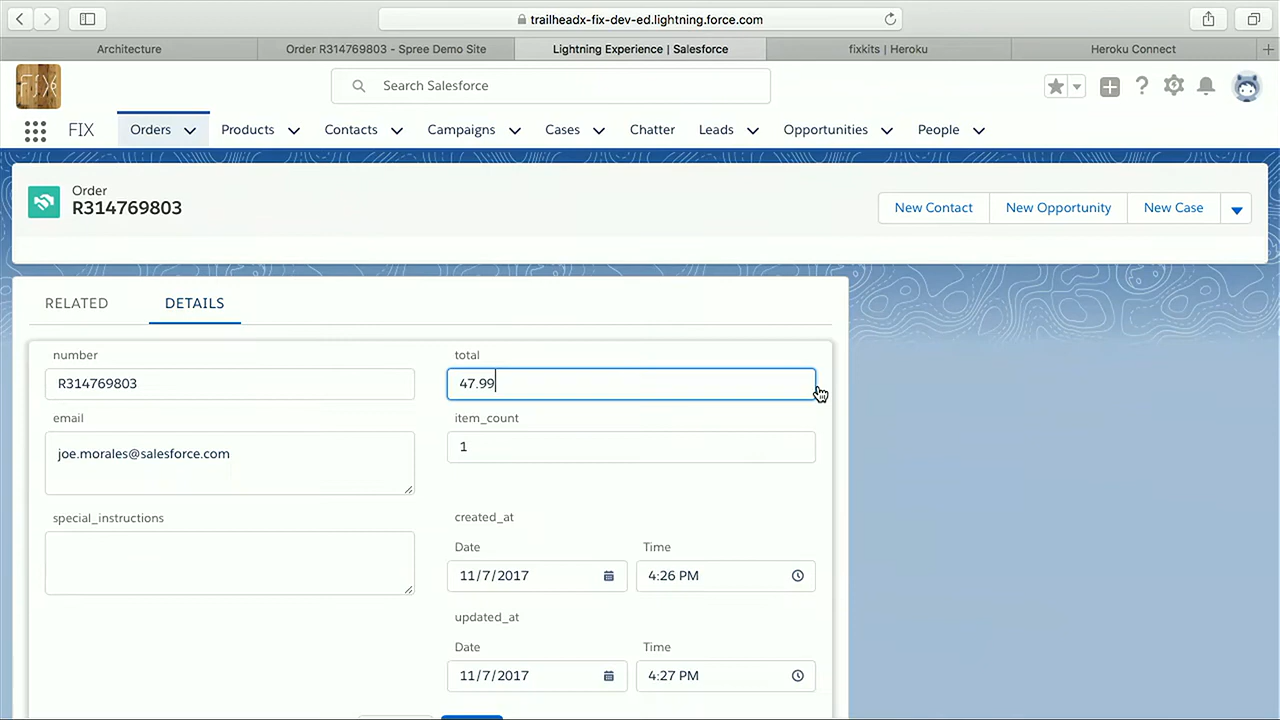 trailheadx-fix-dev-ed.lightning.force.com
Architecture
Order R314769803 - Spree Demo Site
Lightning Experience | Salesforce
fixkits | Heroku
Heroku Connect
FIX
Search Salesforce
FIX
Orders
Products
Contacts
Campaigns
Cases
Chatter
Leads
Opportunities
People
Order
R314769803
New Contact
New Opportunity
New Case
RELATED
DETAILS
number
total
R314769803
47.99
email
item_count
joe.morales@salesforce.com
1
special_instructions
created_at
Date
Time
11/7/2017
4:26 PM
updated_at
Date
Time
11/7/2017
4:27 PM